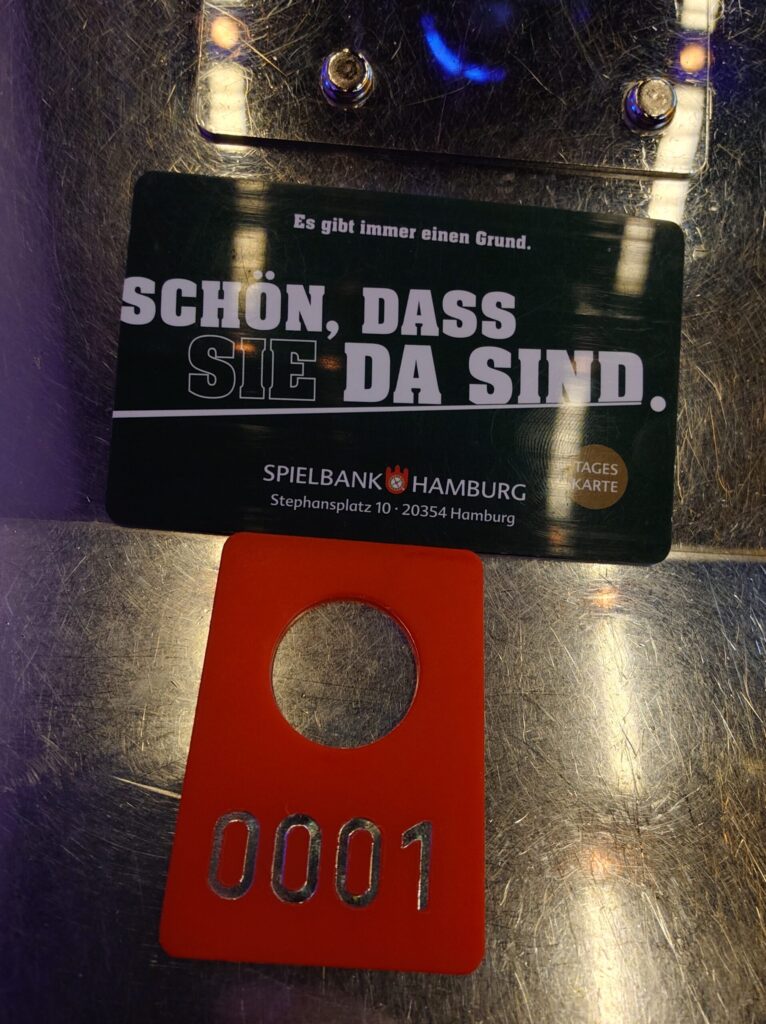 Es gibt immer einen Grund.
SCHÖN, DASS
SIE DA SIND.
TAGES
KARTE
SPIELBANK HAMBURG
Stephansplatz 10 · 20354 Hamburg
0001